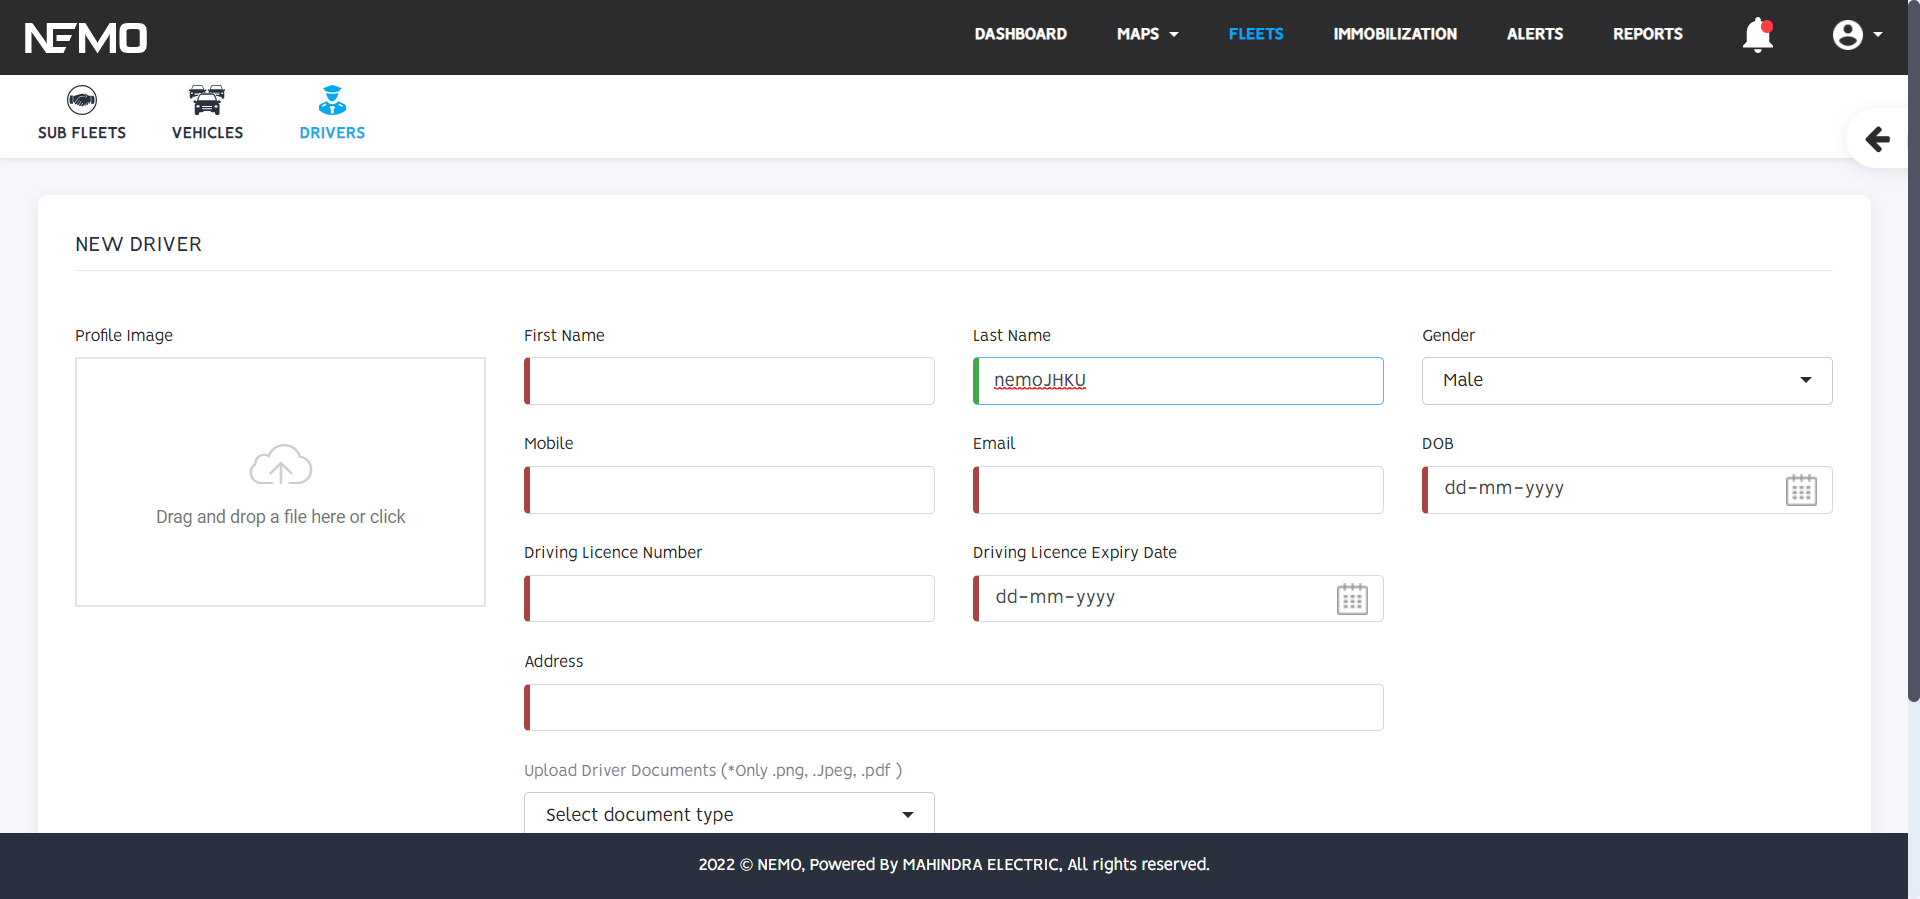 NEMO
DASHBOARD MAPS FLEETS IMMOBILIZATION ALERTS REPORTS
SUB FLEETS VEHICLES DRIVERS
NEW DRIVER
Profile Image First Name Last Name Gender
nemoJHKU Male
Mobile Email DOB
dd-mm-yyyy
Drag and drop a file here or click
Driving Licence Number Driving Licence Expiry Date
dd-mm-yyyy
Address
Upload Driver Documents (*Only .png, .Jpeg, .pdf )
Select document type
2022 © NEMO, Powered By MAHINDRA ELECTRIC, All rights reserved.